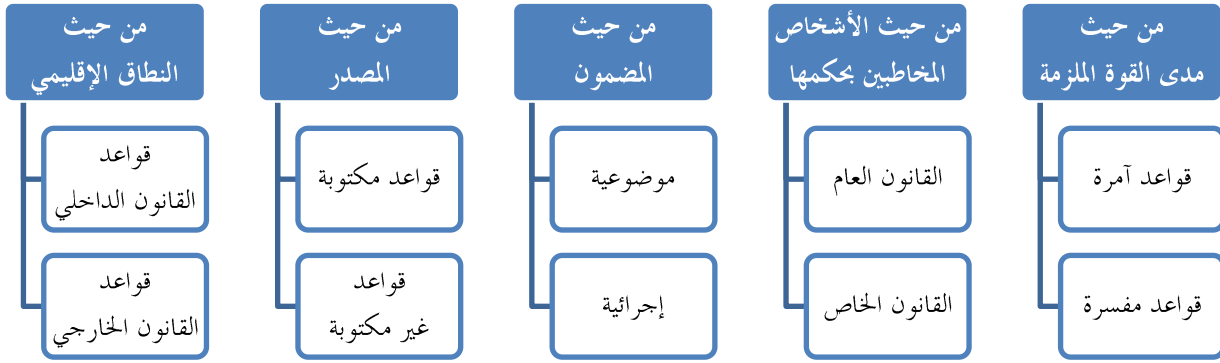 من حيث
مدى القوة الملزمة
قواعد آمرة
قواعد مفسرة
من حيث الأشخاص
المخاطبين بحكمها
القانون العام
القانون الخاص
من حيث
المضمون
موضوعية
إجرائية
من حيث
المصدر
قواعد مكتوبة
قواعد
غير مكتوبة
من حيث
النطاق الإقليمي
قواعد
القانون الداخلي
قواعد
القانون الخارجي